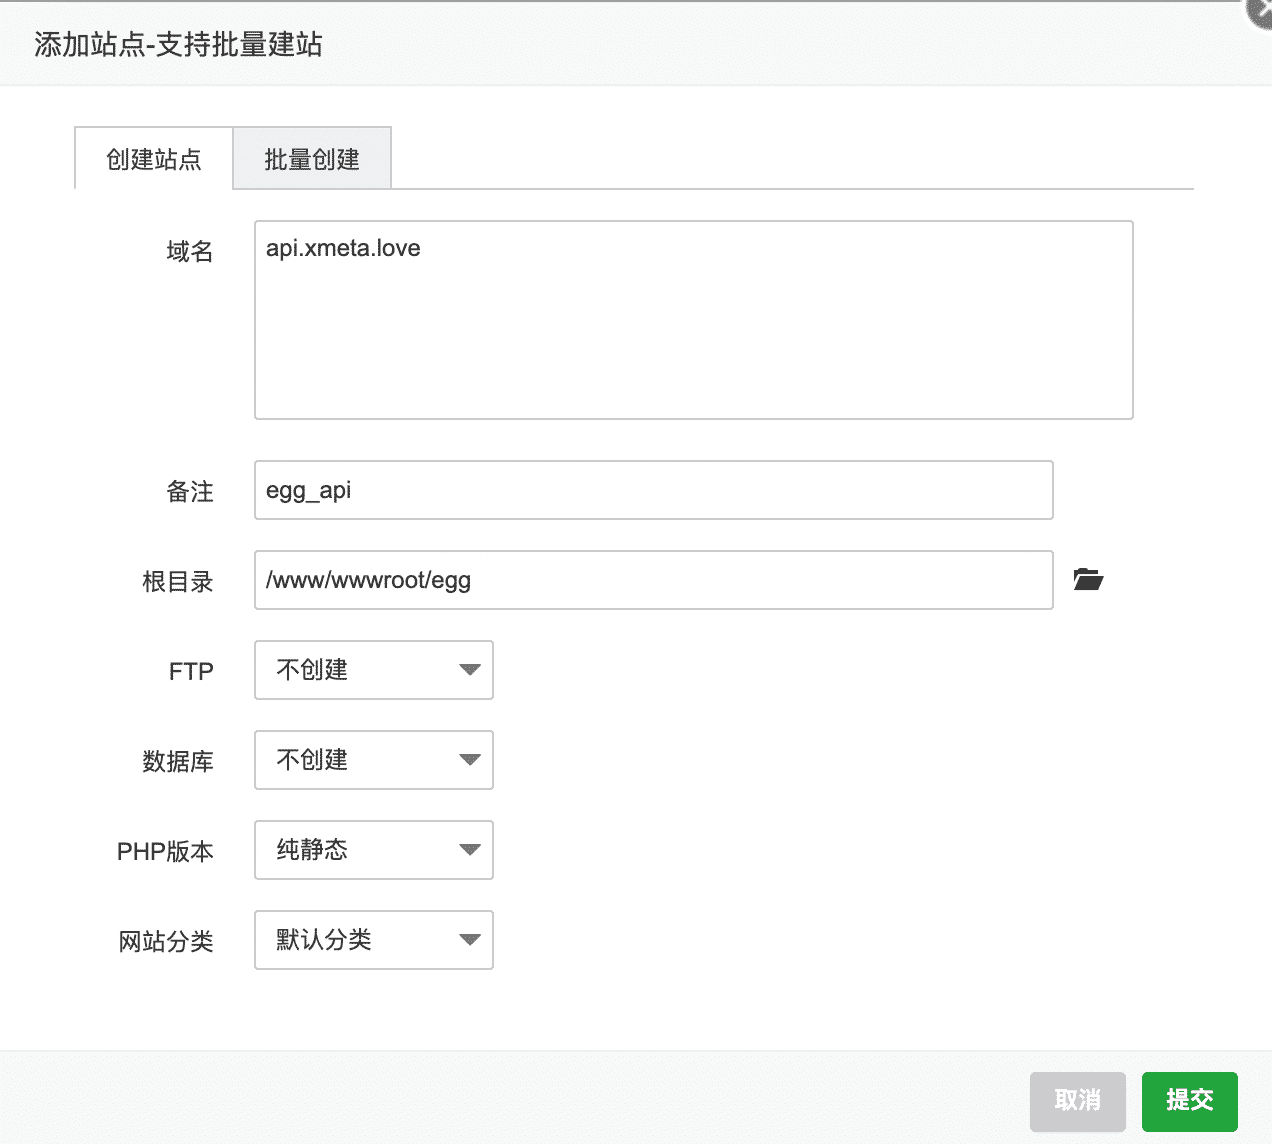 添加站点-支持批量建站
创建站点
批量创建
域名
api.xmeta.love
备注
egg_api
根目录
/www/wwwroot/egg
FTP
不创建
数据库
不创建
PHP版本
纯静态
网站分类
默认分类
取消
提交